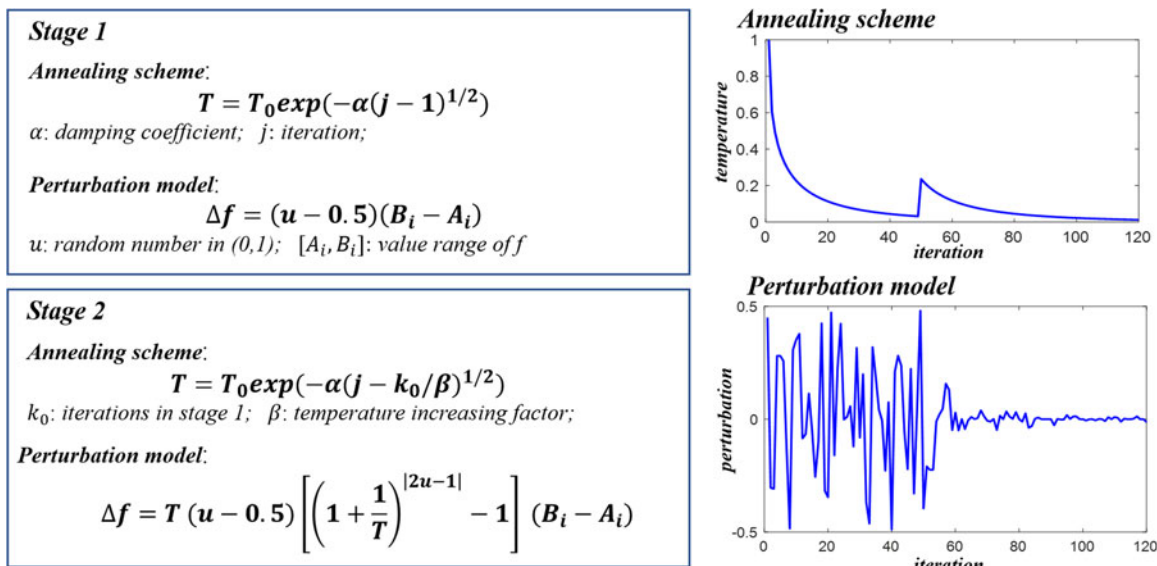 Stage 1
Annealing scheme:
T = T₀exp(−α(j − 1)^{1/2})
α: damping coefficient; j: iteration;
Perturbation model:
Δf = (u − 0.5)(Bᵢ − Aᵢ)
u: random number in (0,1); [Aᵢ, Bᵢ]: value range of f
Stage 2
Annealing scheme:
T = T₀exp(−α(j − k₀/β)^{1/2})
k₀: iterations in stage 1; β: temperature increasing factor;
Perturbation model:
Δf = T (u − 0.5) [(1 + 1/T)^{|2u−1|} − 1] (Bᵢ − Aᵢ)
Annealing scheme
1
0.8
0.6
0.4
0.2
0
temperature
0 20 40 60 80 100 120
iteration
Perturbation model
0.5
0
-0.5
perturbation
0 20 40 60 80 100 120
iteration